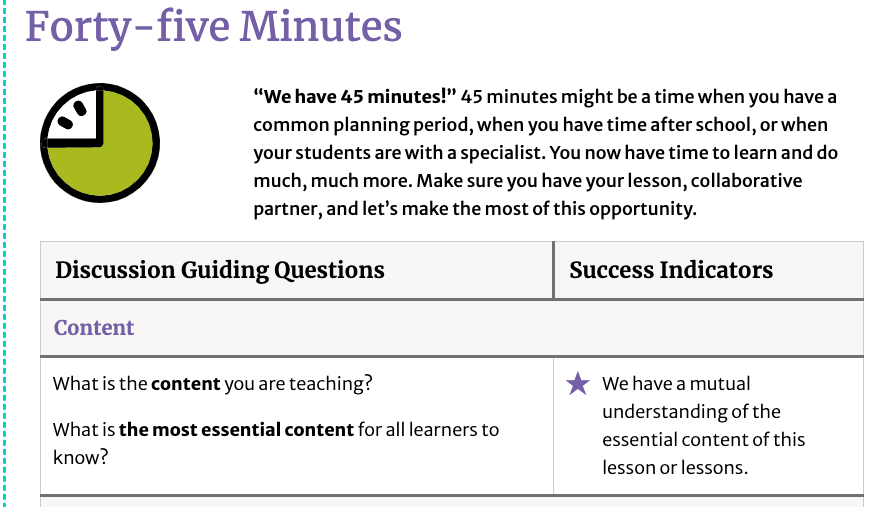 Forty-five Minutes
“We have 45 minutes!” 45 minutes might be a time when you have a
common planning period, when you have time after school, or when
your students are with a specialist. You now have time to learn and do
much, much more. Make sure you have your lesson, collaborative
partner, and let’s make the most of this opportunity.
Discussion Guiding Questions
Success Indicators
Content
What is the content you are teaching?
What is the most essential content for all learners to
know?
We have a mutual
understanding of the
essential content of this
lesson or lessons.